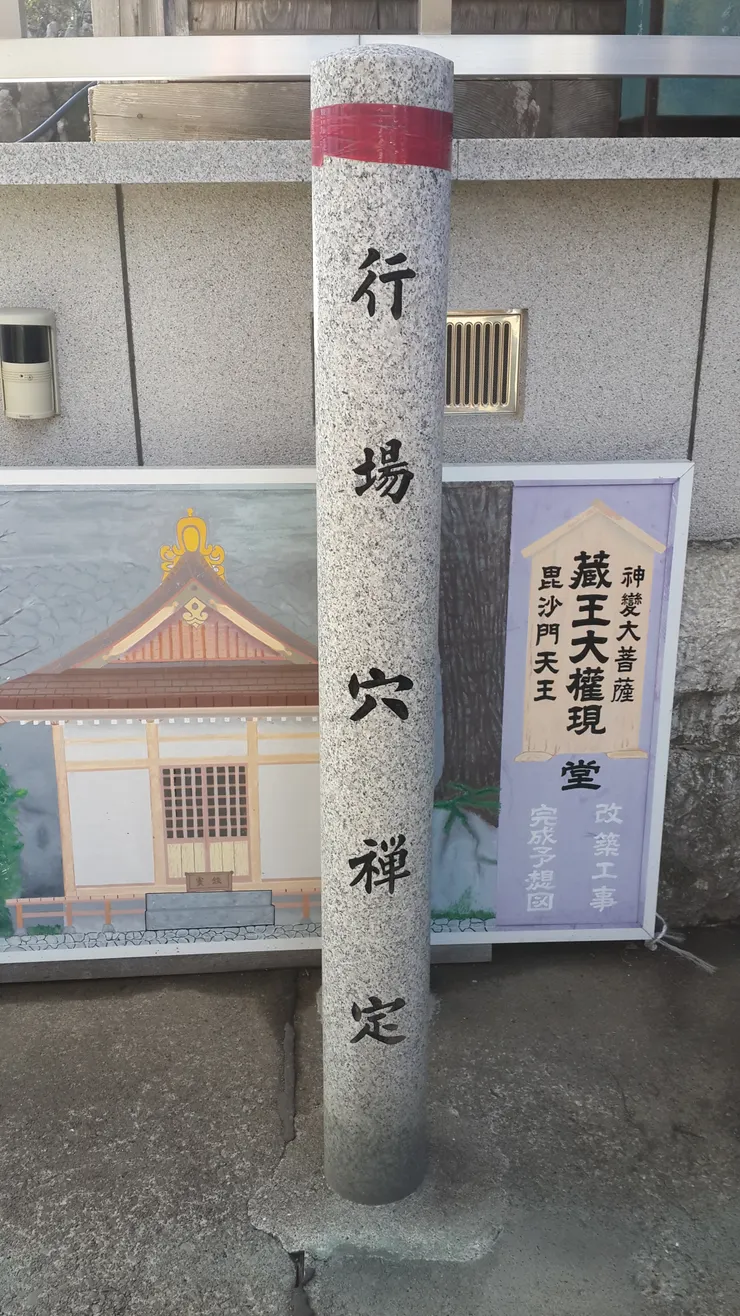 行場穴禅定
神變大菩薩
蔵王大權現
毘沙門天王
堂
改築工事
完成予想図